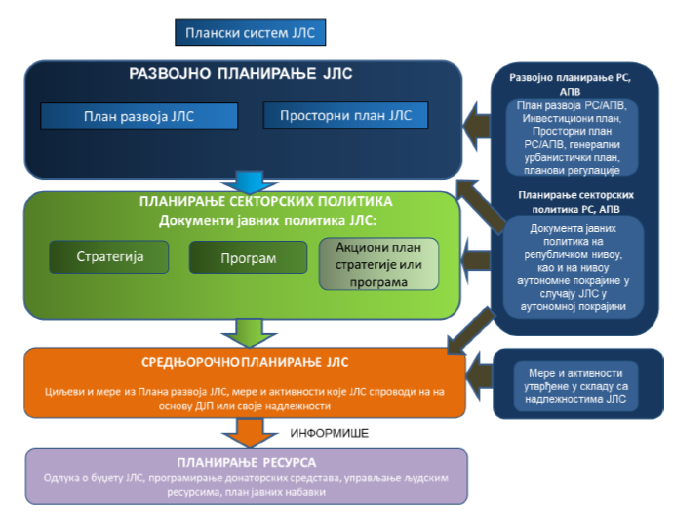 Плански систем ЈЛС
РАЗВОЈНО ПЛАНИРАЊЕ ЈЛС
План развоја ЈЛС
Просторни план ЈЛС
ПЛАНИРАЊЕ СЕКТОРСКИХ ПОЛИТИКА
Документи јавних политика ЈЛС:
Стратегија
Програм
Акциони план
стратегије или
програма
СРЕДЊОРОЧНО ПЛАНИРАЊЕ ЈЛС
Циљеви и мере из Плана развоја ЈЛС, мере и активности које ЈЛС спроводи на на
основу ДЈП или своје надлежности
ИНФОРМИШЕ
ПЛАНИРАЊЕ РЕСУРСА
Одлука о буџету ЈЛС, програмирање донаторских средстава, управљање људским
ресурсима, план јавних набавки
Развојно планирање РС,
АПВ
План развоја РС/АПВ,
Инвестициони план,
Просторни план
РС/АПВ, генерални
урбанистички план,
планови регулације
Планирање секторских
политика РС, АПВ
Документа јавних
политика на
републичком нивоу,
као и на нивоу
аутономне покрајине у
случају ЈЛС у
аутономној покрајини
Мере и активности
утврђене у складу са
надлежностима ЈЛС